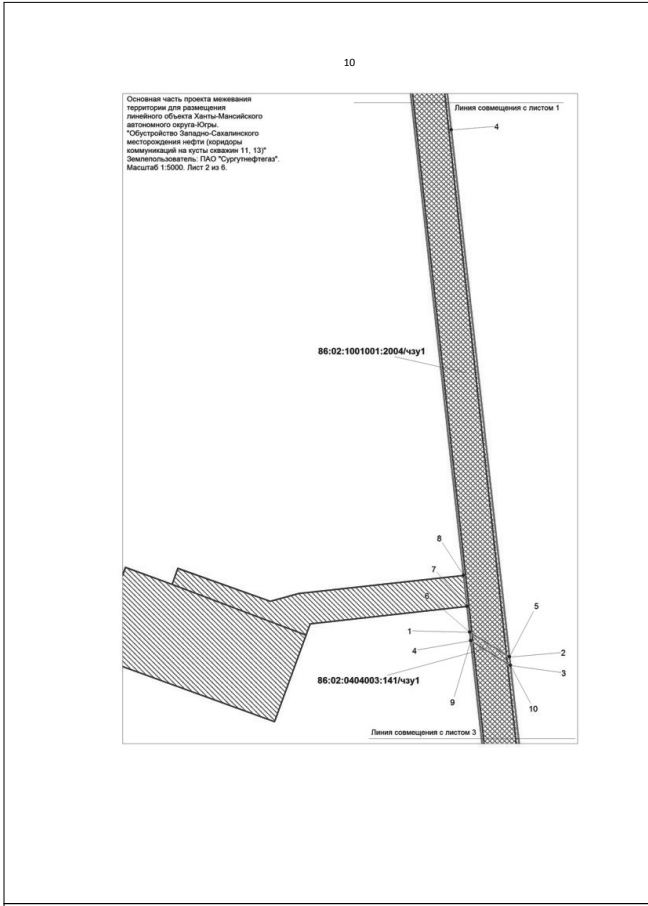 10
Основная часть проекта межевания
территории для размещения
линейного объекта Ханты-Мансийского
автономного округа-Югры.
"Обустройство Западно-Сахалинского
месторождения нефти (коридоры
коммуникаций на кусты скважин 11, 13)"
Землепользователь: ПАО "Сургутнефтегаз".
Масштаб 1:5000. Лист 2 из 6.
Линия совмещения с листом 1
4
86:02:1001001:2004/чзу1
8
7
6
5
1
2
4
3
86:02:0404003:141/чзу1
9
10
Линия совмещения с листом 3